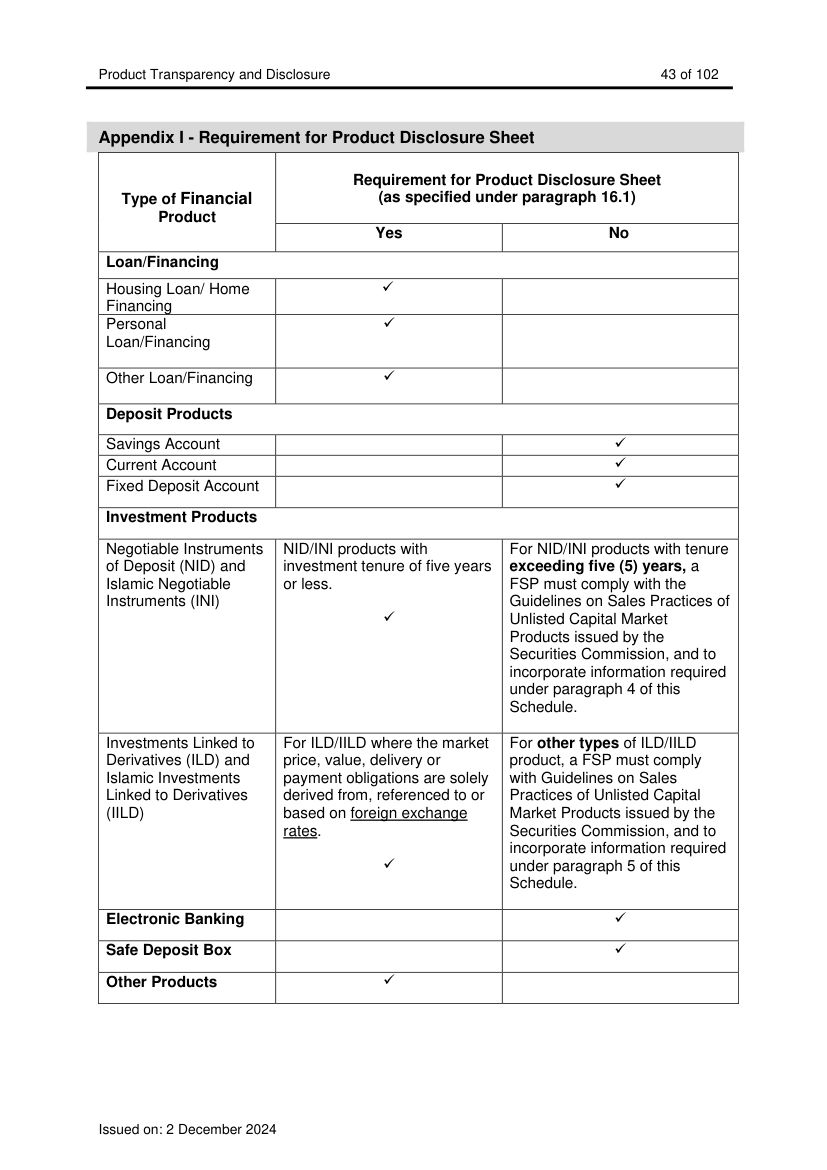 Product Transparency and Disclosure 43 of 102
Appendix I - Requirement for Product Disclosure Sheet
Type of Financial
Product
Requirement for Product Disclosure Sheet
(as specified under paragraph 16.1)
Yes No
Loan/Financing
Housing Loan/ Home
Financing
✓
Personal
Loan/Financing
✓
Other Loan/Financing ✓
Deposit Products
Savings Account ✓
Current Account ✓
Fixed Deposit Account ✓
Investment Products
Negotiable Instruments
of Deposit (NID) and
Islamic Negotiable
Instruments (INI)
NID/INI products with
investment tenure of five years
or less.
✓
For NID/INI products with tenure
exceeding five (5) years, a
FSP must comply with the
Guidelines on Sales Practices of
Unlisted Capital Market
Products issued by the
Securities Commission, and to
incorporate information required
under paragraph 4 of this
Schedule.
Investments Linked to
Derivatives (ILD) and
Islamic Investments
Linked to Derivatives
(IILD)
For ILD/IILD where the market
price, value, delivery or
payment obligations are solely
derived from, referenced to or
based on foreign exchange
rates.
✓
For other types of ILD/IILD
product, a FSP must comply
with Guidelines on Sales
Practices of Unlisted Capital
Market Products issued by the
Securities Commission, and to
incorporate information required
under paragraph 5 of this
Schedule.
Electronic Banking ✓
Safe Deposit Box ✓
Other Products ✓
Issued on: 2 December 2024